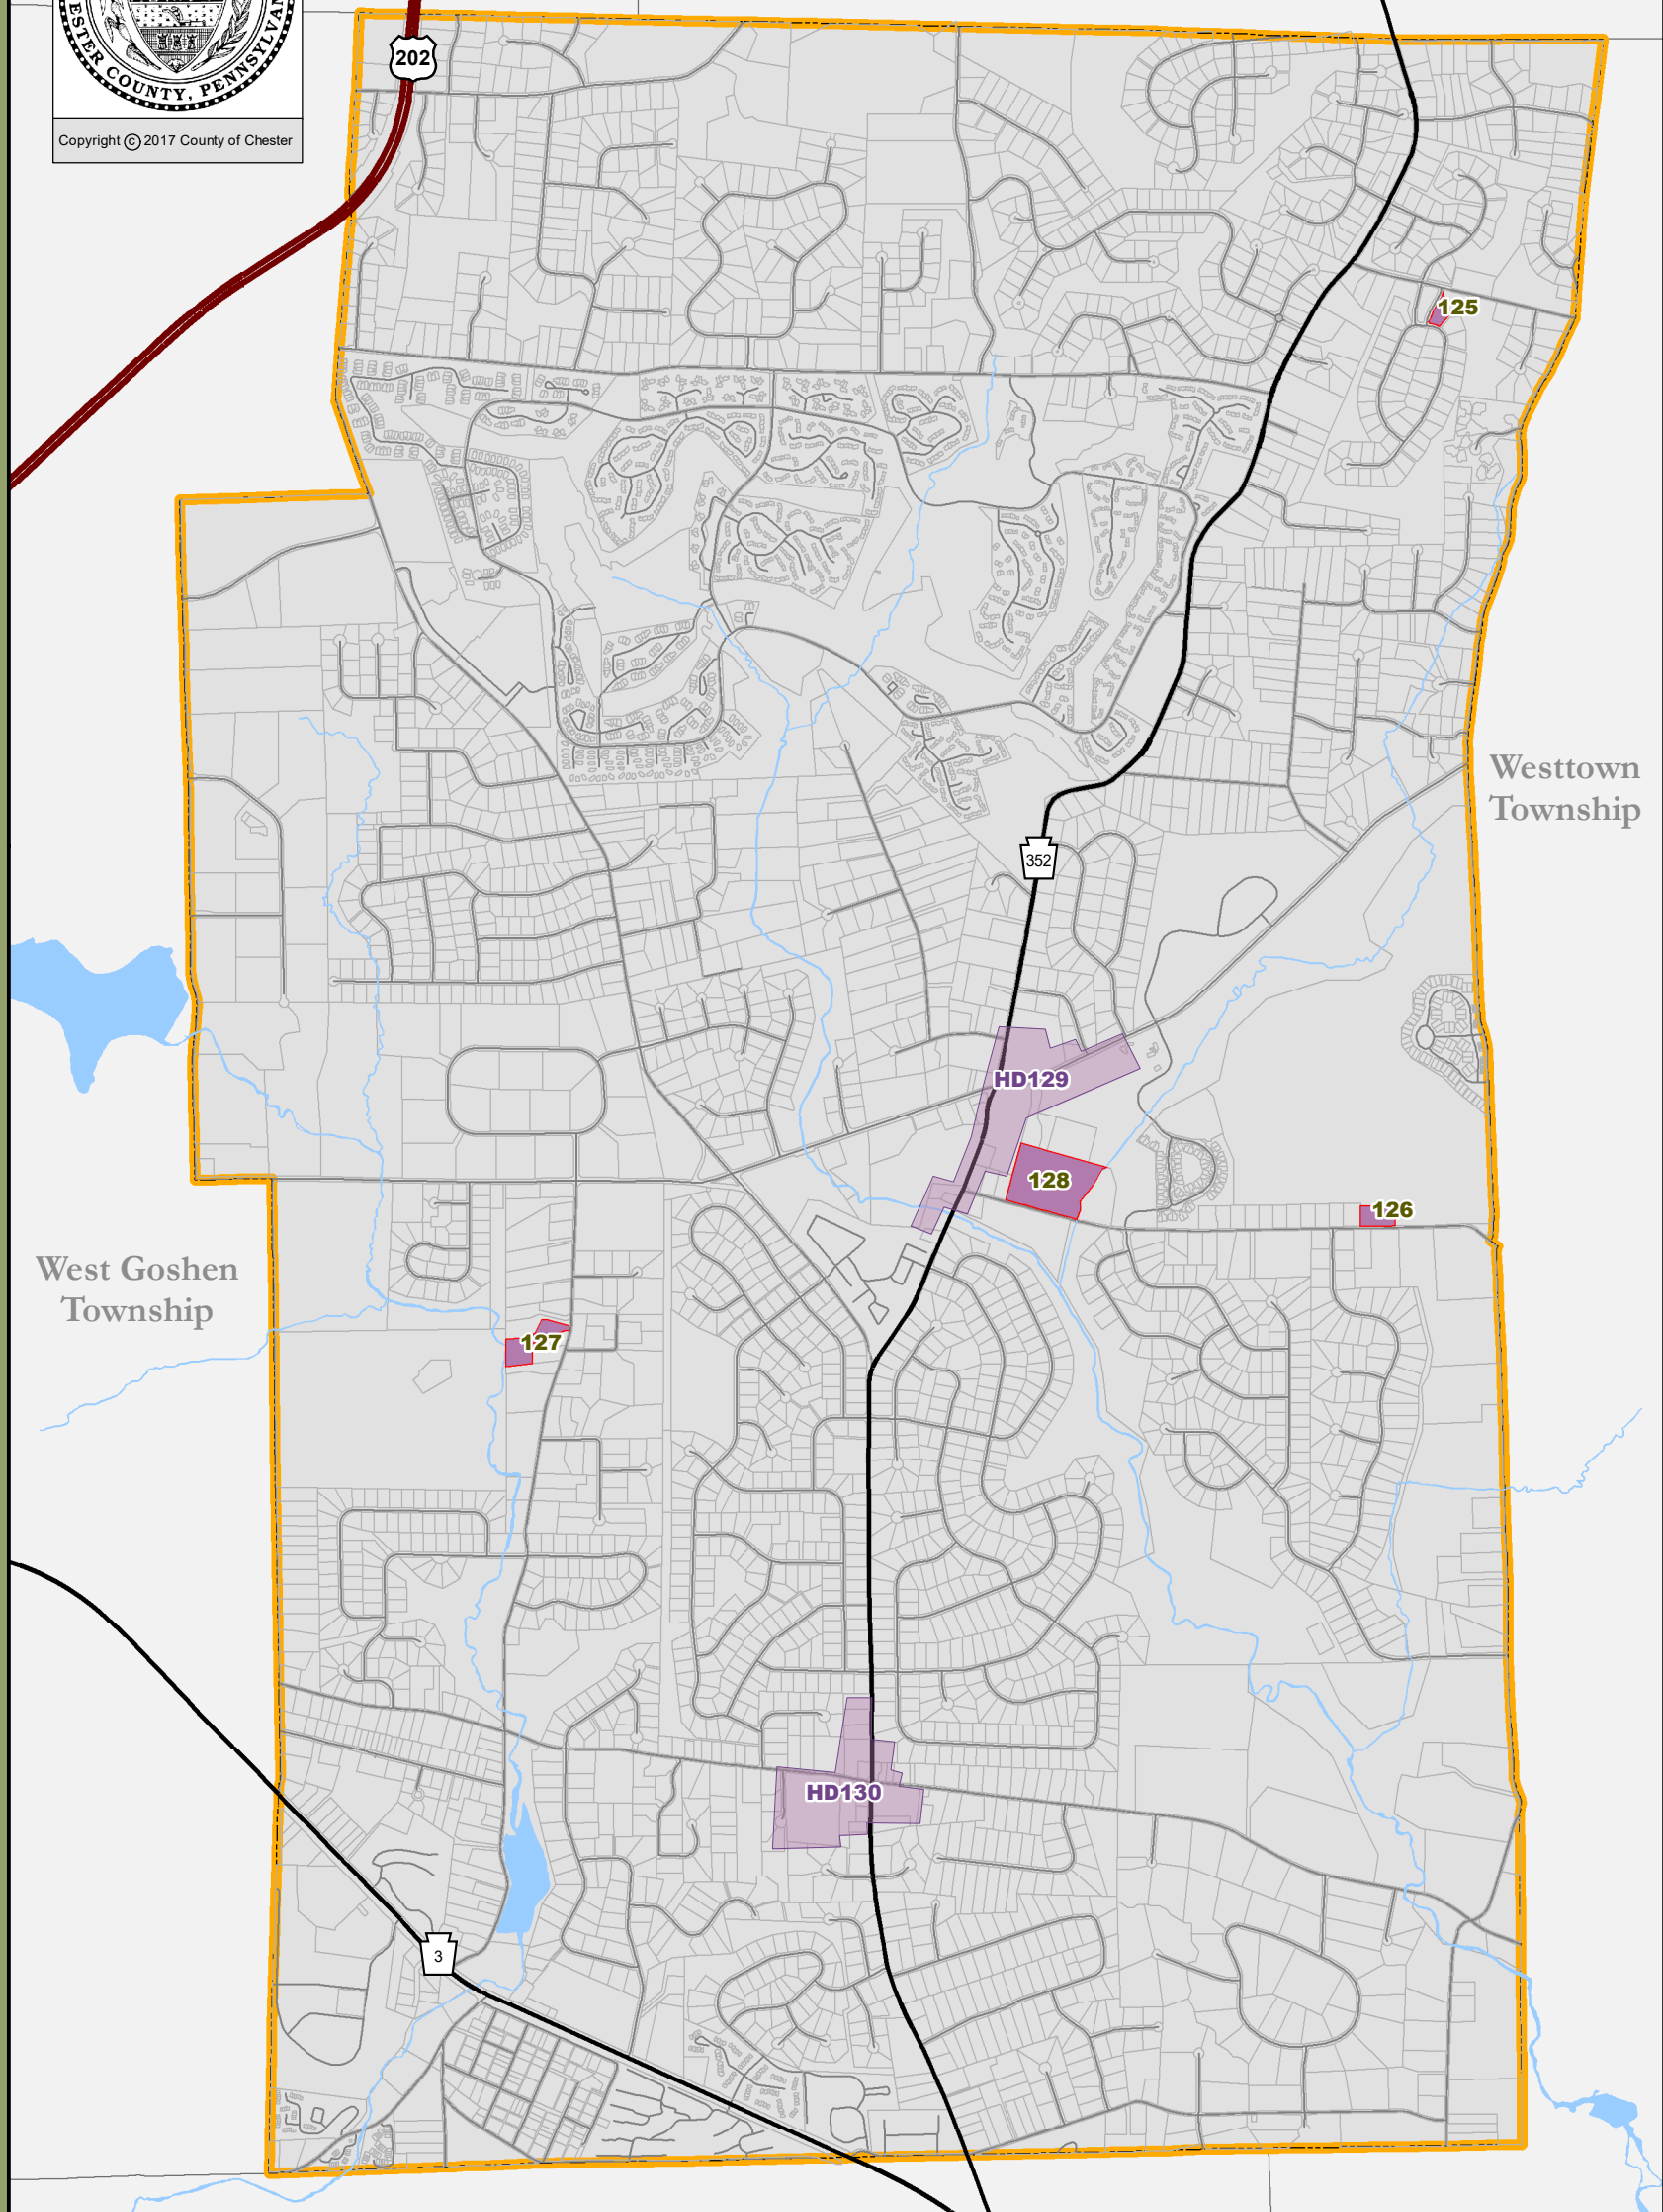 ESTER COUNTY, PENNSYLVAN
202
Copyright © 2017 County of Chester
125
Westtown
Township
352
HD129
128
126
West Goshen
Township
127
HD130
3